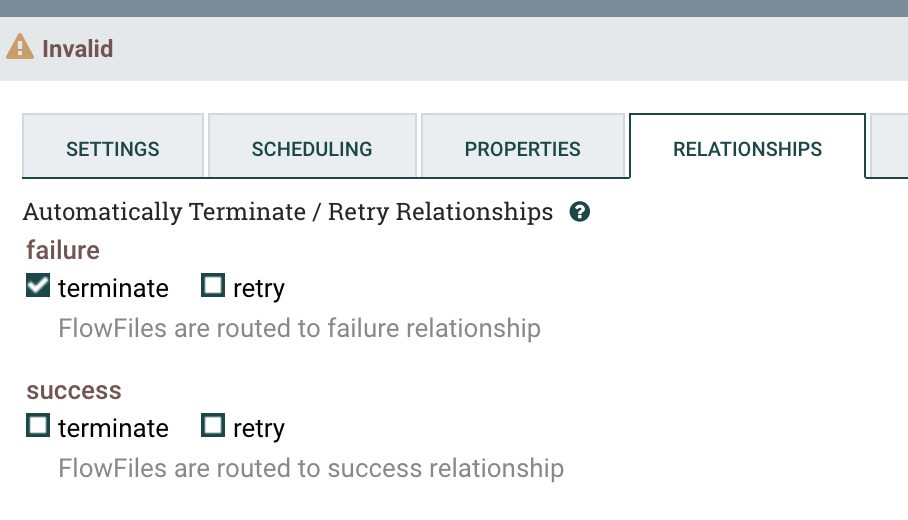 Invalid
SETTINGS SCHEDULING PROPERTIES RELATIONSHIPS
Automatically Terminate / Retry Relationships ?
failure
terminate retry
FlowFiles are routed to failure relationship
success
terminate retry
FlowFiles are routed to success relationship